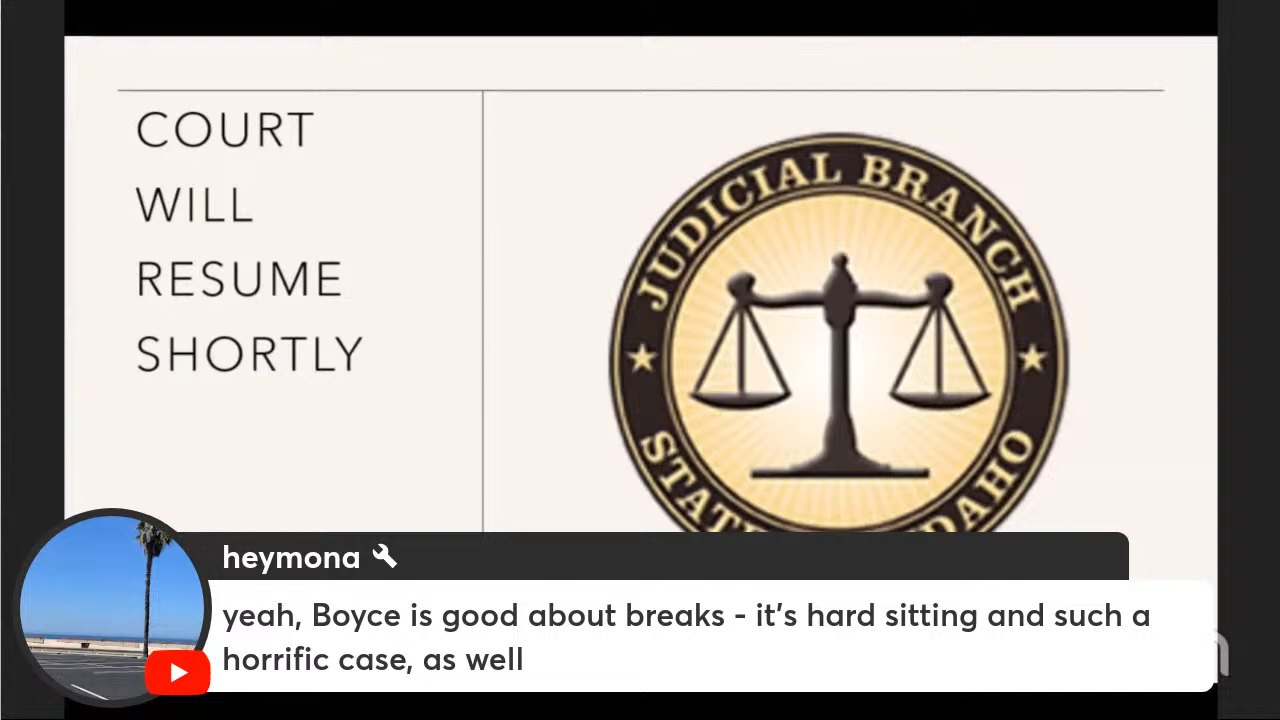 COURT
WILL
RESUME
SHORTLY
JUDICIAL BRANCH
heymona
yeah, Boyce is good about breaks - it's hard sitting and such a
horrific case, as well